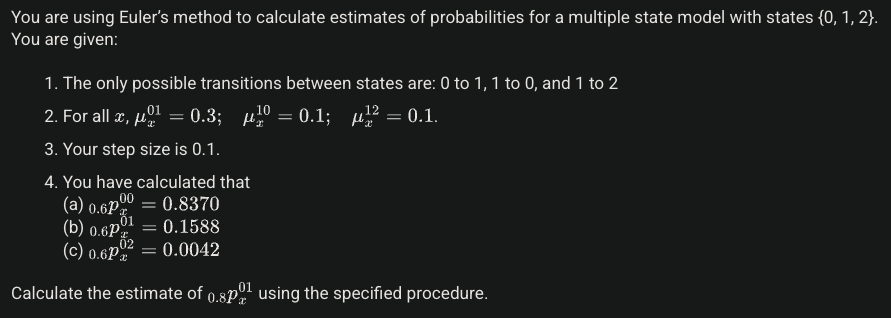 You are using Euler’s method to calculate estimates of probabilities for a multiple state model with states {0, 1, 2}.
You are given:
1. The only possible transitions between states are: 0 to 1, 1 to 0, and 1 to 2
2. For all x, μ_x^{01} = 0.3; μ_x^{10} = 0.1; μ_x^{12} = 0.1.
3. Your step size is 0.1.
4. You have calculated that
(a) _{0.6}p_x^{00} = 0.8370
(b) _{0.6}p_x^{01} = 0.1588
(c) _{0.6}p_x^{02} = 0.0042
Calculate the estimate of _{0.8}p_x^{01} using the specified procedure.